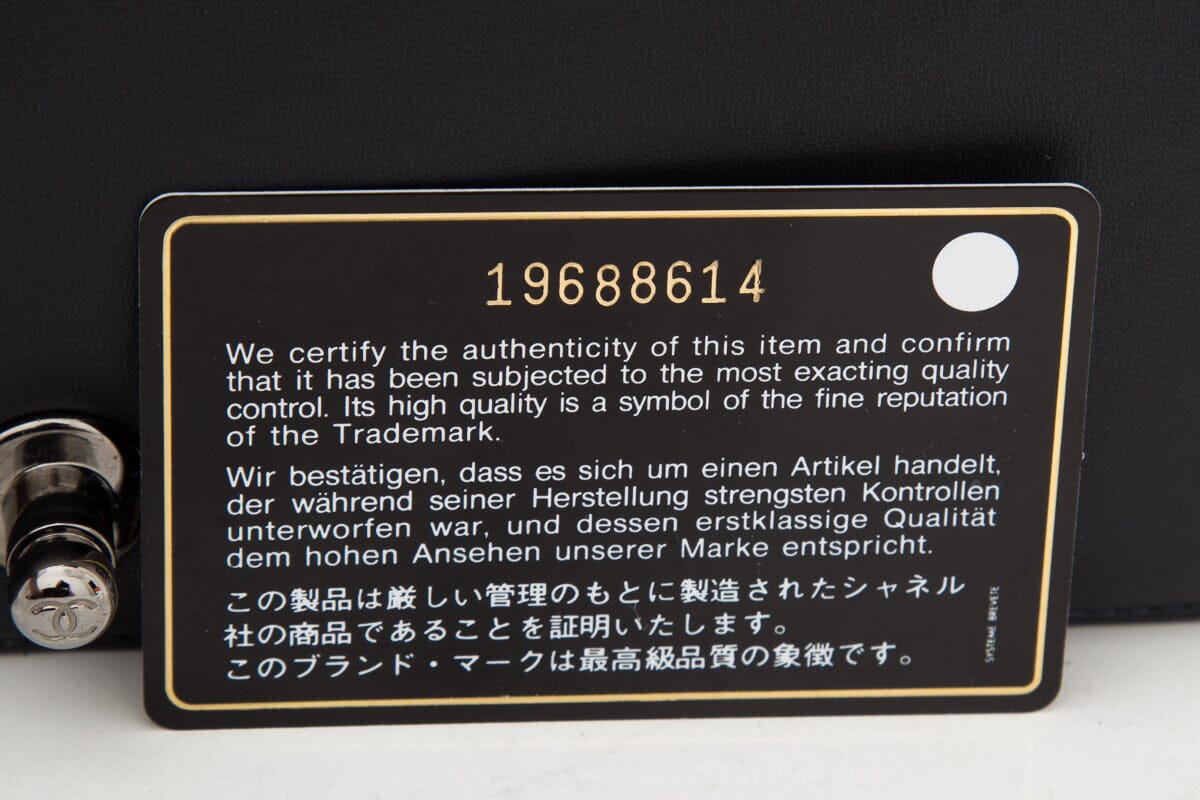 19688614
We certify the authenticity of this item and confirm
that it has been subjected to the most exacting quality
control. Its high quality is a symbol of the fine reputation
of the Trademark.
Wir bestätigen, dass es sich um einen Artikel handelt,
der während seiner Herstellung strengsten Kontrollen
unterworfen war, und dessen erstklassige Qualität
dem hohen Ansehen unserer Marke entspricht.
この製品は厳しい管理のもとに製造されたシャネル
社の商品であることを証明いたします。
このブランド・マークは最高級品質の象徴です。
SYSTEME BREVETE